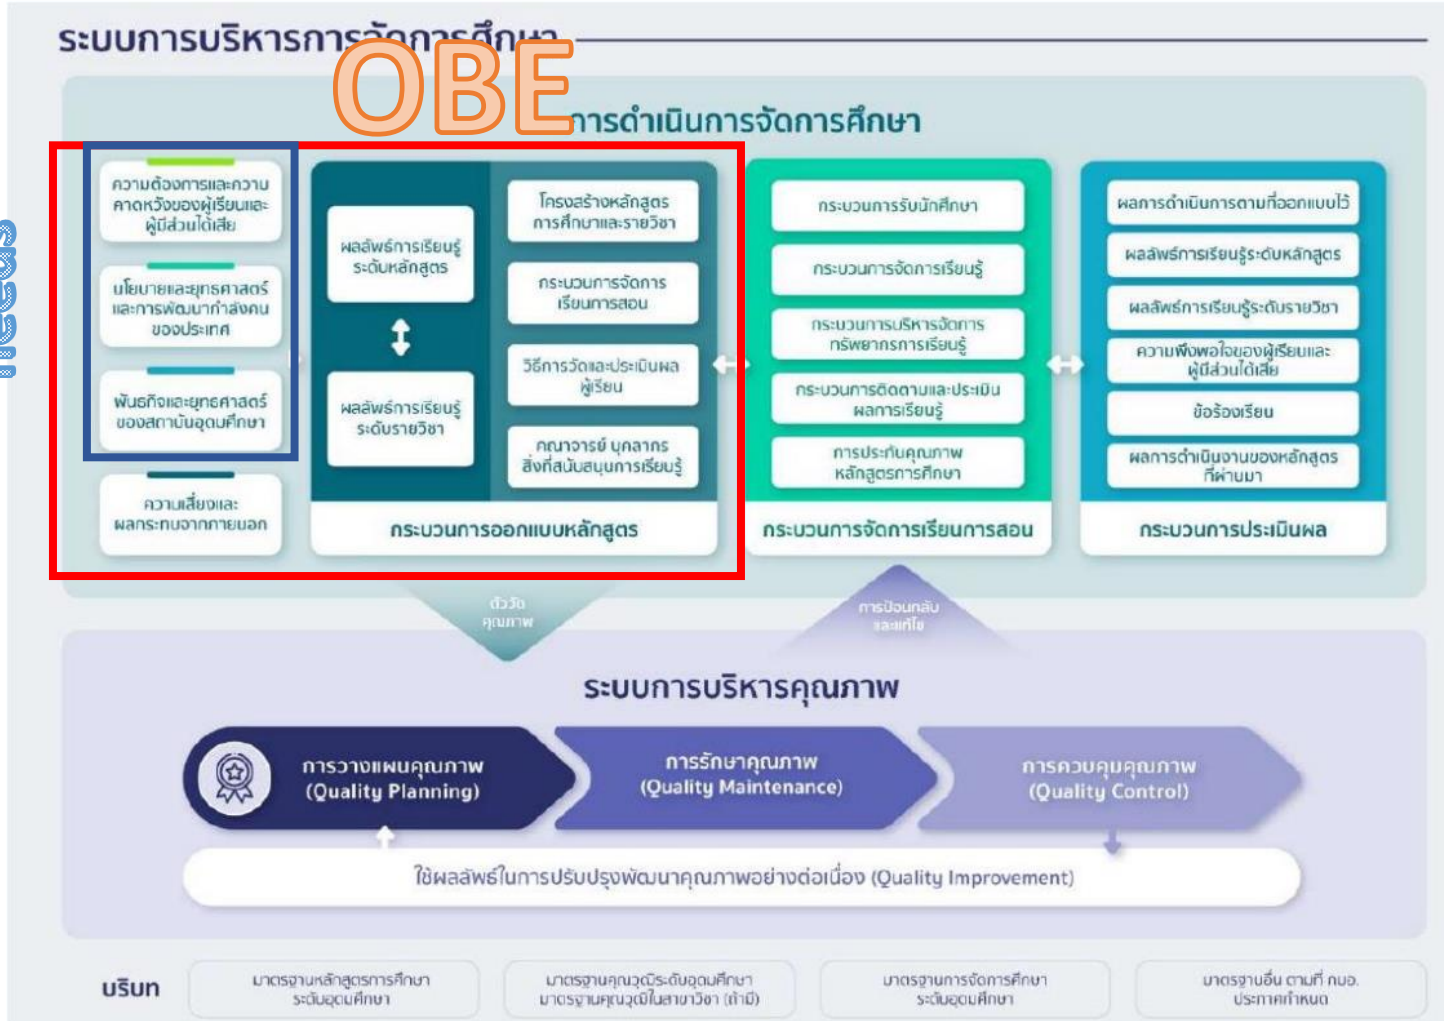 ระบบการบริหารการจัดการศึกษา
OBE
การดำเนินการจัดการศึกษา
needs
ความต้องการและความ
คาดหวังของผู้เรียนและ
ผู้มีส่วนได้เสีย
นโยบายและยุทธศาสตร์
และการพัฒนากำลังคน
ของประเทศ
พันธกิจและยุทธศาสตร์
ของสถาบันอุดมศึกษา
ความเสี่ยงและ
ผลกระทบจากภายนอก
ผลลัพธ์การเรียนรู้
ระดับหลักสูตร
ผลลัพธ์การเรียนรู้
ระดับรายวิชา
โครงสร้างหลักสูตร
การศึกษาและรายวิชา
กระบวนการจัดการ
เรียนการสอน
วิธีการวัดและประเมินผล
ผู้เรียน
คณาจารย์ บุคลากร
สิ่งที่สนับสนุนการเรียนรู้
กระบวนการออกแบบหลักสูตร
กระบวนการรับนักศึกษา
กระบวนการจัดการเรียนรู้
กระบวนการบริหารจัดการ
ทรัพยากรการเรียนรู้
กระบวนการติดตามและประเมิน
ผลการเรียนรู้
การประกันคุณภาพ
หลักสูตรการศึกษา
กระบวนการจัดการเรียนการสอน
ผลการดำเนินการตามที่ออกแบบไว้
ผลลัพธ์การเรียนรู้ระดับหลักสูตร
ผลลัพธ์การเรียนรู้ระดับรายวิชา
ความพึงพอใจของผู้เรียนและ
ผู้มีส่วนได้เสีย
ข้อร้องเรียน
ผลการดำเนินงานของหลักสูตร
ที่ผ่านมา
กระบวนการประเมินผล
ตัววัด
คุณภาพ
การป้อนกลับ
และแก้ไข
ระบบการบริหารคุณภาพ
การวางแผนคุณภาพ
(Quality Planning)
การรักษาคุณภาพ
(Quality Maintenance)
การควบคุมคุณภาพ
(Quality Control)
ใช้ผลลัพธ์ในการปรับปรุงพัฒนาคุณภาพอย่างต่อเนื่อง (Quality Improvement)
บริบท
มาตรฐานหลักสูตรการศึกษา
ระดับอุดมศึกษา
มาตรฐานคุณวุฒิระดับอุดมศึกษา
มาตรฐานคุณวุฒิในสาขาวิชา (ถ้ามี)
มาตรฐานการจัดการศึกษา
ระดับอุดมศึกษา
มาตรฐานอื่น ตามที่ กมอ.
ประกาศกำหนด